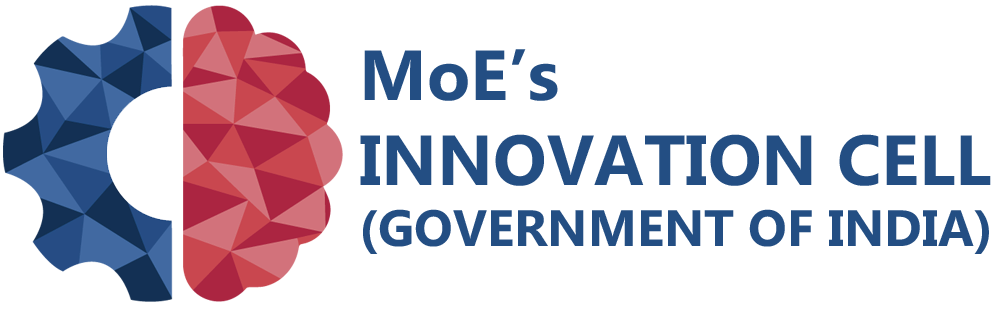 MoE's
INNOVATION CELL
(GOVERNMENT OF INDIA)